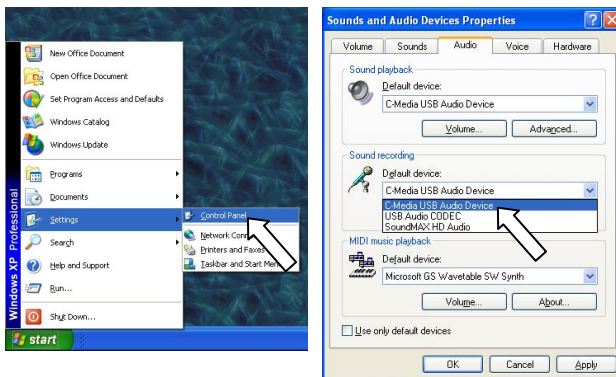 New Office Document
Open Office Document
Set Program Access and Defaults
Windows Catalog
Windows Update
Programs
Documents
Settings
Search
Help and Support
Run...
Shut Down...
Windows XP Professional
start
Control Panel
Network Con
Printers and Faxes
Taskbar and Start Men
Sounds and Audio Devices Properties
Volume Sounds Audio Voice Hardware
Sound playback
Default device:
C-Media USB Audio Device
Volume... Advanced...
Sound recording
Default device:
C-Media USB Audio Device
C-Media USB Audio Device
USB Audio CODEC
SoundMAX HD Audio
MIDI music playback
Default device:
Microsoft GS Wavetable SW Synth
Volume... About...
Use only default devices
OK Cancel Apply